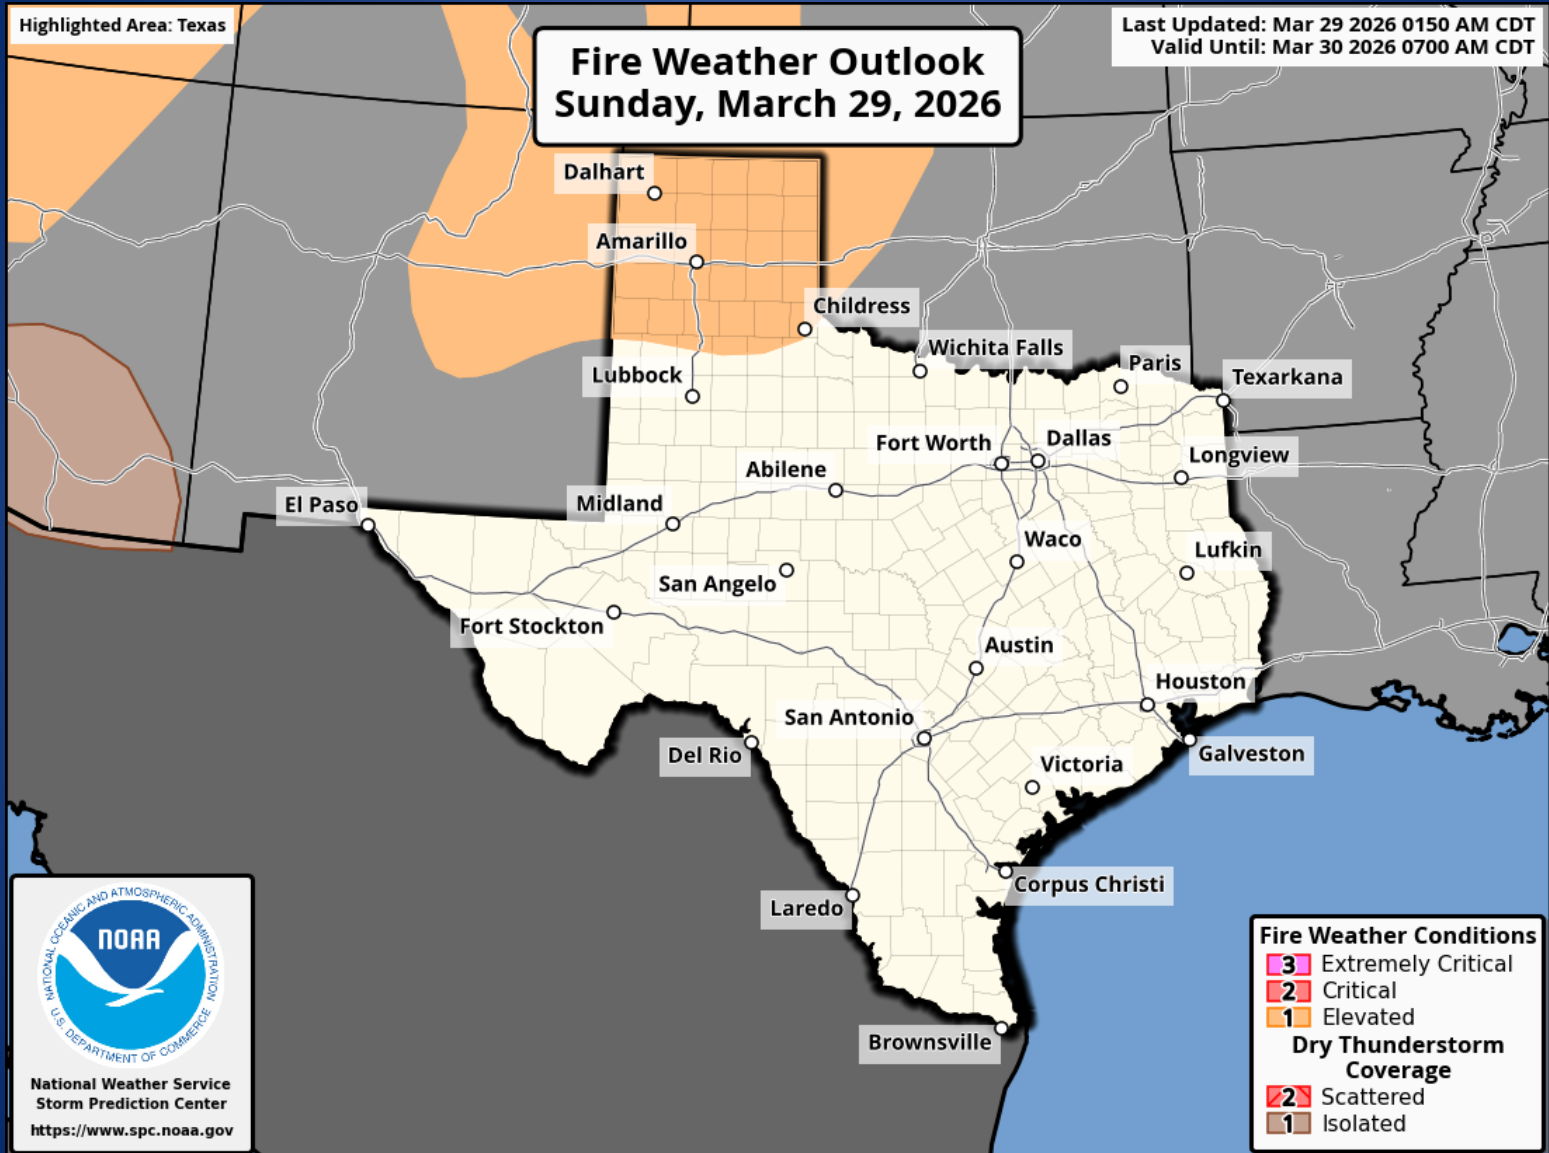 Highlighted Area: Texas
Fire Weather Outlook
Sunday, March 29, 2026
Last Updated: Mar 29 2026 0150 AM CDT
Valid Until: Mar 30 2026 0700 AM CDT
Dalhart
Amarillo
Childress
Wichita Falls
Paris
Texarkana
Lubbock
Fort Worth
Dallas
Longview
Abilene
Midland
El Paso
Waco
Lufkin
San Angelo
Fort Stockton
Austin
Houston
San Antonio
Del Rio
Galveston
Victoria
Corpus Christi
Laredo
Brownsville
NATIONAL OCEANIC AND ATMOSPHERIC ADMINISTRATION
NOAA
U.S. DEPARTMENT OF COMMERCE
National Weather Service
Storm Prediction Center
https://www.spc.noaa.gov
Fire Weather Conditions
3 Extremely Critical
2 Critical
1 Elevated
Dry Thunderstorm
Coverage
2 Scattered
1 Isolated